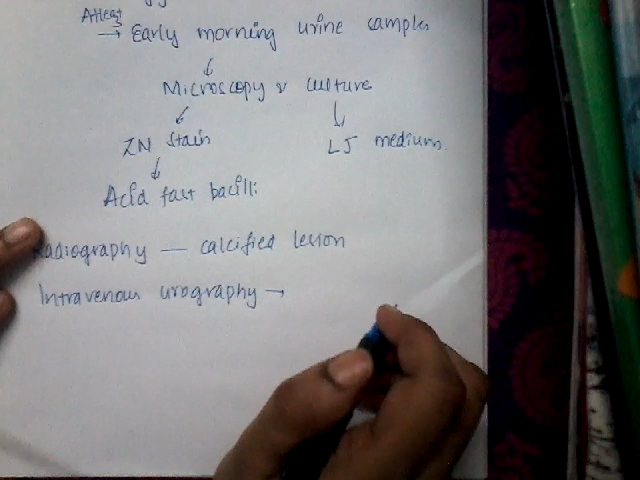 Atleast 3
→ Early morning urine samples
↓
Microscopy & culture
↓ ↓
ZN stain LJ medium
↓
Acid fast bacilli
Radiography — calcified lesion
Intravenous urography →